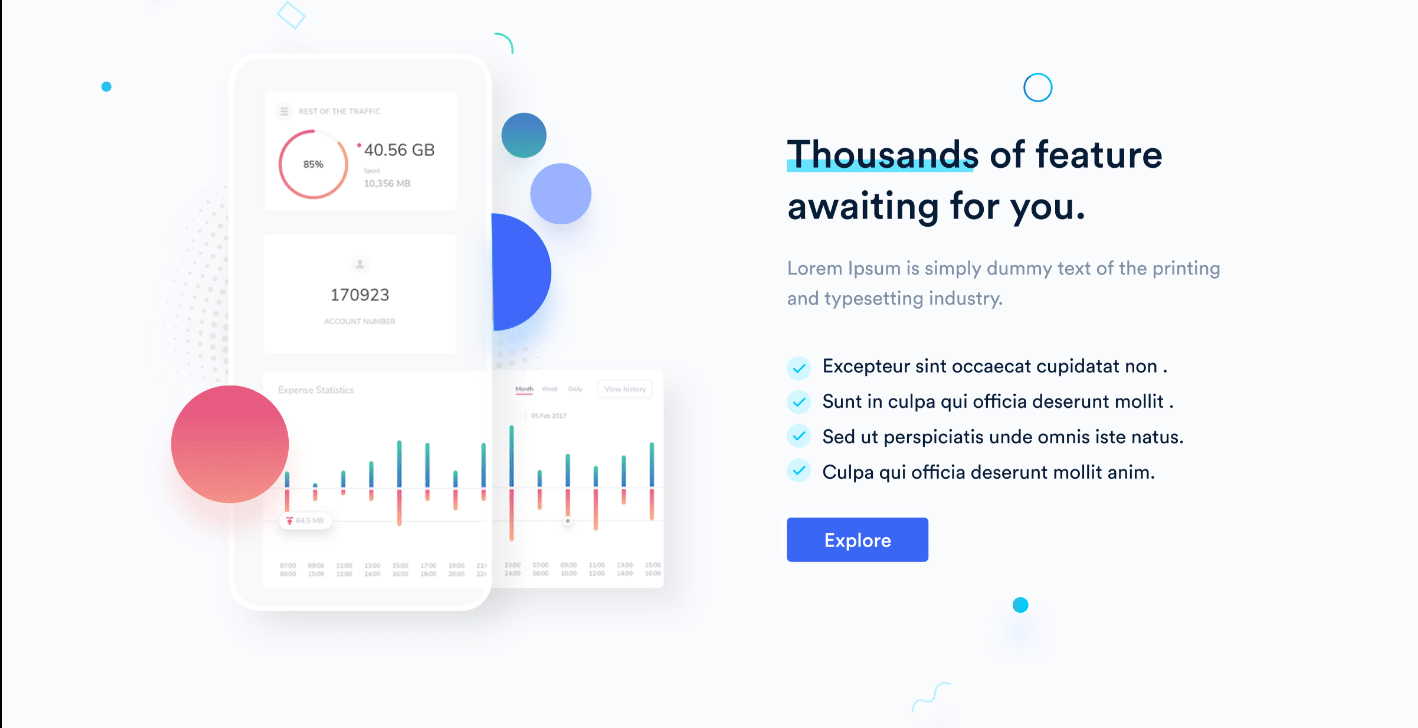 REST OF THE TRAFFIC
85%
40.56 GB
Spent
10,356 MB
170923
ACCOUNT NUMBER
Expense Statistics
Month Week Daily View history
05 Feb 2017
64.5 MB
07:00 09:00 11:00 13:00 15:00 17:00 19:00 23:00 07:00 09:00 11:00 13:00 15:00
10:00 12:00 14:00 16:00 18:00 20:00 24:00 08:00 10:00 12:00 14:00 16:00
Thousands of feature
awaiting for you.
Lorem Ipsum is simply dummy text of the printing
and typesetting industry.
Excepteur sint occaecat cupidatat non .
Sunt in culpa qui officia deserunt mollit .
Sed ut perspiciatis unde omnis iste natus.
Culpa qui officia deserunt mollit anim.
Explore